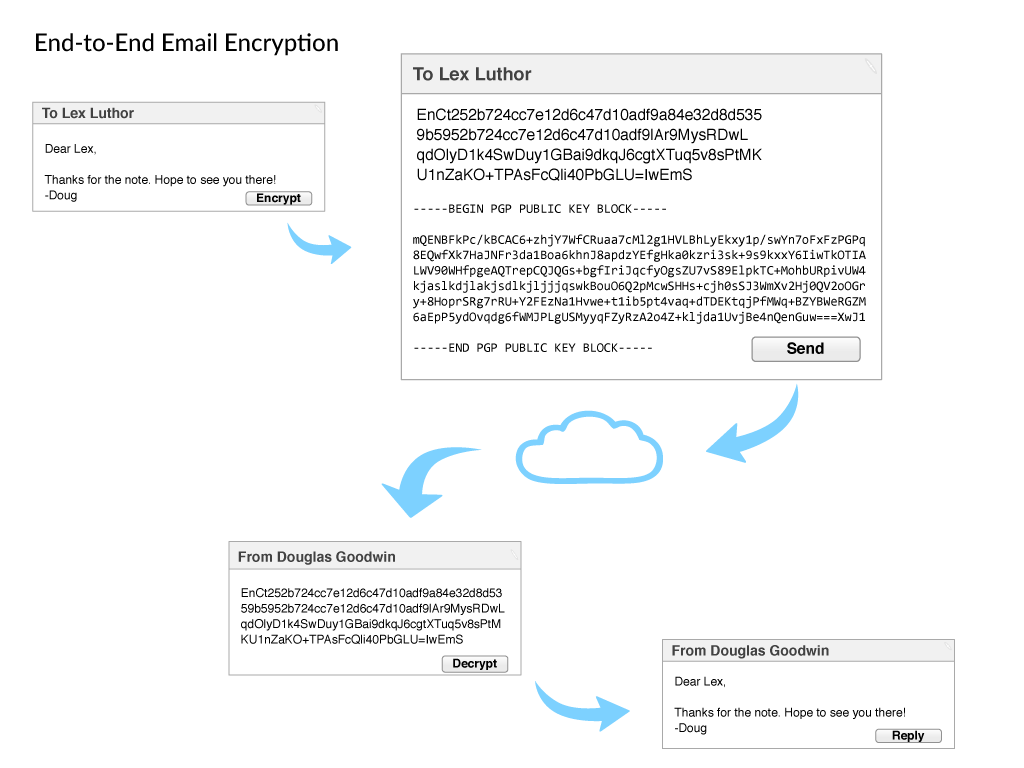 End-to-End Email Encryption
To Lex Luthor
Dear Lex,
Thanks for the note. Hope to see you there!
-Doug
Encrypt
To Lex Luthor
EnCt252b724cc7e12d6c47d10adf9a84e32d8d535
9b5952b724cc7e12d6c47d10adf9lAr9MysRDwL
qdOlyD1k4SwDuy1GBai9dkqJ6cgtXTuq5v8sPtMK
U1nZaKO+TPAsFcQli40PbGLU=IwEmS
-----BEGIN PGP PUBLIC KEY BLOCK-----
mQENBFkPc/kBCAC6+zhjY7WfCRuaa7cMl2g1HVLBhLyEkxy1p/swYn7oFxFzPGPq
8EQwfXk7HaJNFr3da1Boa6khnJ8apdzYEfgHka0kzri3sk+9s9kxxY6IiwTkOTIA
LWV90WHfpgeAQTrepCQJQGs+bgfIriJqcfyOgsZU7vS89ElpkTC+MohbURpivUW4
kjaslkdjlakjsdlkjljjjqswkBouO6Q2pMcwSHHs+cjh0sSJ3WmXv2Hj0QV2oOGr
y+8HoprSRg7rRU+Y2FEzNa1Hvwe+t1ib5pt4vaq+dTDEKtqjPfMWq+BZYBWeRGZM
6aEpP5ydOvqdg6fWMJPLgUSMyyqFZyRzA2o4Z+kljda1UvjBe4nQenGuw===XwJ1
-----END PGP PUBLIC KEY BLOCK-----
Send
From Douglas Goodwin
EnCt252b724cc7e12d6c47d10adf9a84e32d8d53
59b5952b724cc7e12d6c47d10adf9lAr9MysRDwL
qdOlyD1k4SwDuy1GBai9dkqJ6cgtXTuq5v8sPtM
KU1nZaKO+TPAsFcQli40PbGLU=IwEmS
Decrypt
From Douglas Goodwin
Dear Lex,
Thanks for the note. Hope to see you there!
-Doug
Reply